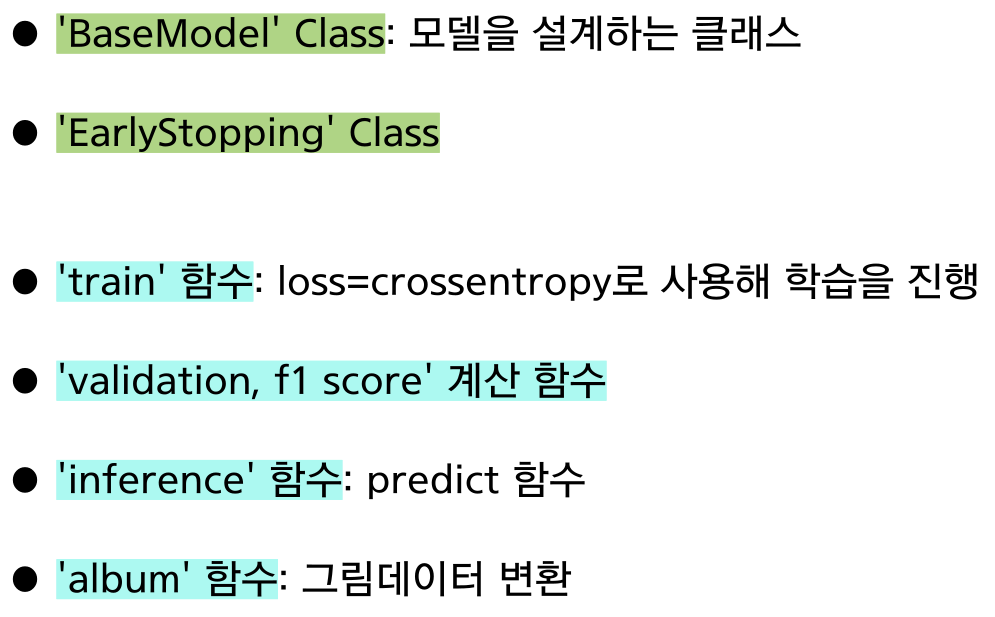 ● 'BaseModel' Class: 모델을 설계하는 클래스
● 'EarlyStopping' Class
● 'train' 함수: loss=crossentropy로 사용해 학습을 진행
● 'validation, f1 score' 계산 함수
● 'inference' 함수: predict 함수
● 'album' 함수: 그림데이터 변환